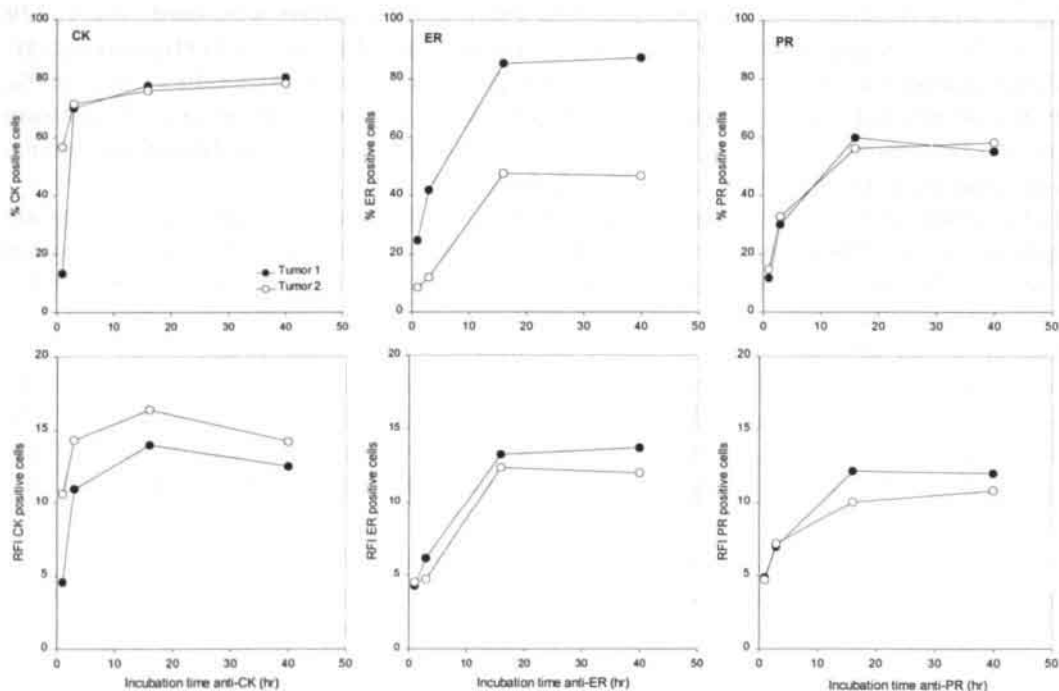 CK
ER
PR
100
80
60
40
20
0
% CK positive cells
Tumor 1
Tumor 2
0 10 20 30 40 50
100
80
60
40
20
0
% ER positive cells
0 10 20 30 40 50
100
80
60
40
20
0
% PR positive cells
0 10 20 30 40 50
20
15
10
5
0
RFI CK positive cells
0 10 20 30 40 50
Incubation time anti-CK (hr)
20
15
10
5
0
RFI ER positive cells
0 10 20 30 40 50
Incubation time anti-ER (hr)
20
15
10
5
0
RFI PR positive cells
0 10 20 30 40 50
Incubation time anti-PR (hr)